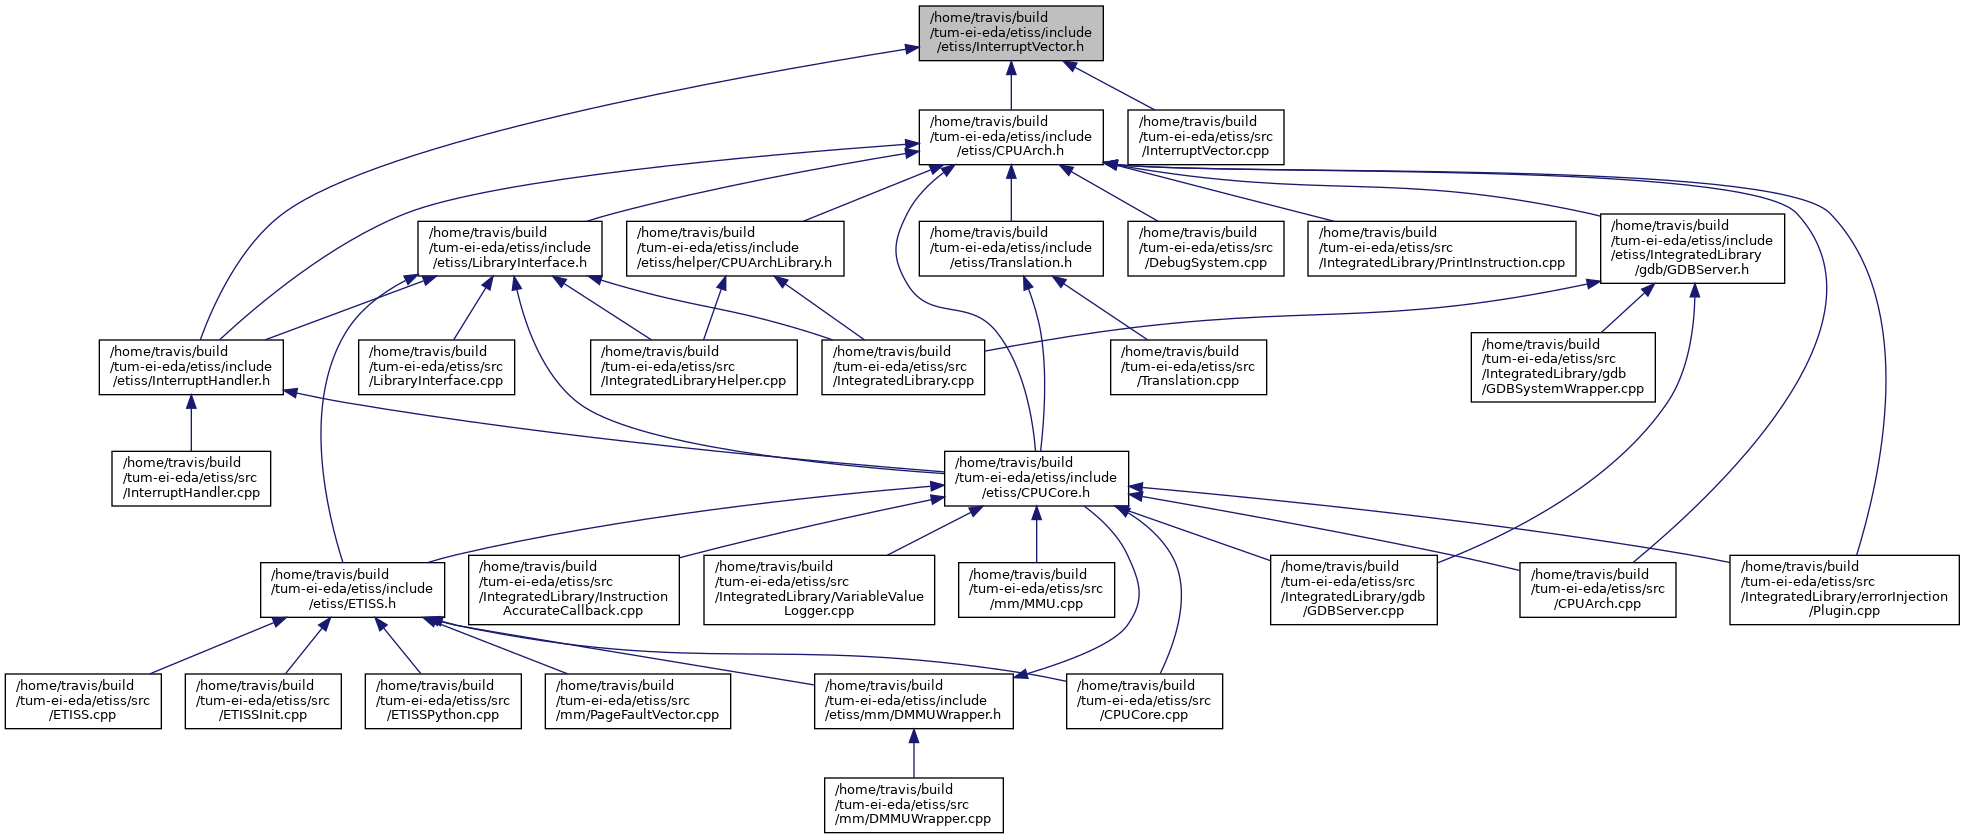 /home/travis/build
/tum-ei-eda/etiss/include
/etiss/InterruptVector.h
/home/travis/build
/tum-ei-eda/etiss/include
/etiss/CPUArch.h
/home/travis/build
/tum-ei-eda/etiss/src
/InterruptVector.cpp
/home/travis/build
/tum-ei-eda/etiss/include
/etiss/LibraryInterface.h
/home/travis/build
/tum-ei-eda/etiss/include
/etiss/helper/CPUArchLibrary.h
/home/travis/build
/tum-ei-eda/etiss/include
/etiss/Translation.h
/home/travis/build
/tum-ei-eda/etiss/src
/DebugSystem.cpp
/home/travis/build
/tum-ei-eda/etiss/src
/IntegratedLibrary/PrintInstruction.cpp
/home/travis/build
/tum-ei-eda/etiss/include
/etiss/IntegratedLibrary
/gdb/GDBServer.h
/home/travis/build
/tum-ei-eda/etiss/include
/etiss/InterruptHandler.h
/home/travis/build
/tum-ei-eda/etiss/src
/LibraryInterface.cpp
/home/travis/build
/tum-ei-eda/etiss/src
/IntegratedLibraryHelper.cpp
/home/travis/build
/tum-ei-eda/etiss/src
/IntegratedLibrary.cpp
/home/travis/build
/tum-ei-eda/etiss/src
/Translation.cpp
/home/travis/build
/tum-ei-eda/etiss/src
/IntegratedLibrary/gdb
/GDBSystemWrapper.cpp
/home/travis/build
/tum-ei-eda/etiss/src
/InterruptHandler.cpp
/home/travis/build
/tum-ei-eda/etiss/include
/etiss/CPUCore.h
/home/travis/build
/tum-ei-eda/etiss/include
/etiss/ETISS.h
/home/travis/build
/tum-ei-eda/etiss/src
/IntegratedLibrary/Instruction
AccurateCallback.cpp
/home/travis/build
/tum-ei-eda/etiss/src
/IntegratedLibrary/VariableValue
Logger.cpp
/home/travis/build
/tum-ei-eda/etiss/src
/mm/MMU.cpp
/home/travis/build
/tum-ei-eda/etiss/src
/IntegratedLibrary/gdb
/GDBServer.cpp
/home/travis/build
/tum-ei-eda/etiss/src
/CPUArch.cpp
/home/travis/build
/tum-ei-eda/etiss/src
/IntegratedLibrary/errorInjection
/Plugin.cpp
/home/travis/build
/tum-ei-eda/etiss/src
/ETISS.cpp
/home/travis/build
/tum-ei-eda/etiss/src
/ETISSInit.cpp
/home/travis/build
/tum-ei-eda/etiss/src
/ETISSPython.cpp
/home/travis/build
/tum-ei-eda/etiss/src
/mm/PageFaultVector.cpp
/home/travis/build
/tum-ei-eda/etiss/include
/etiss/mm/DMMUWrapper.h
/home/travis/build
/tum-ei-eda/etiss/src
/CPUCore.cpp
/home/travis/build
/tum-ei-eda/etiss/src
/mm/DMMUWrapper.cpp